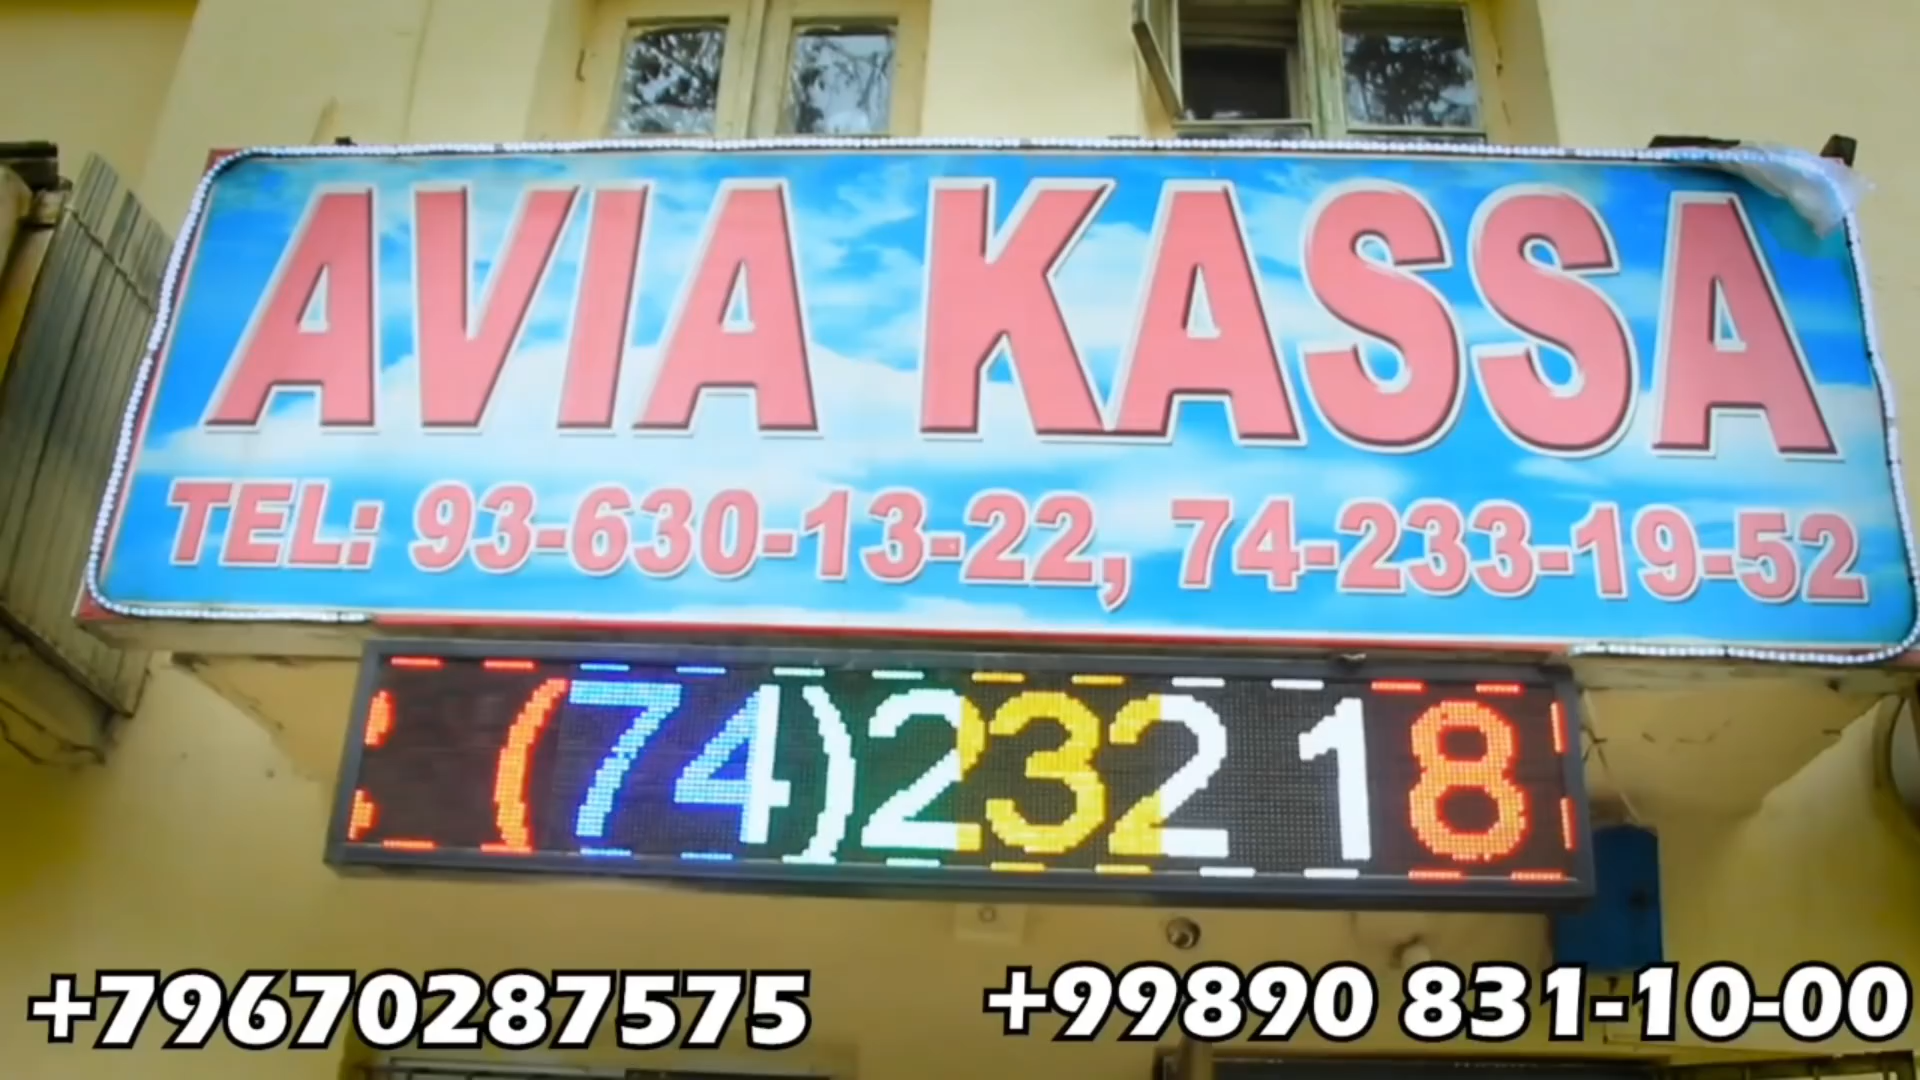 AVIA KASSA
TEL: 93-630-13-22, 74-233-19-52
(74)232 18
+79670287575
+99890 831-10-00